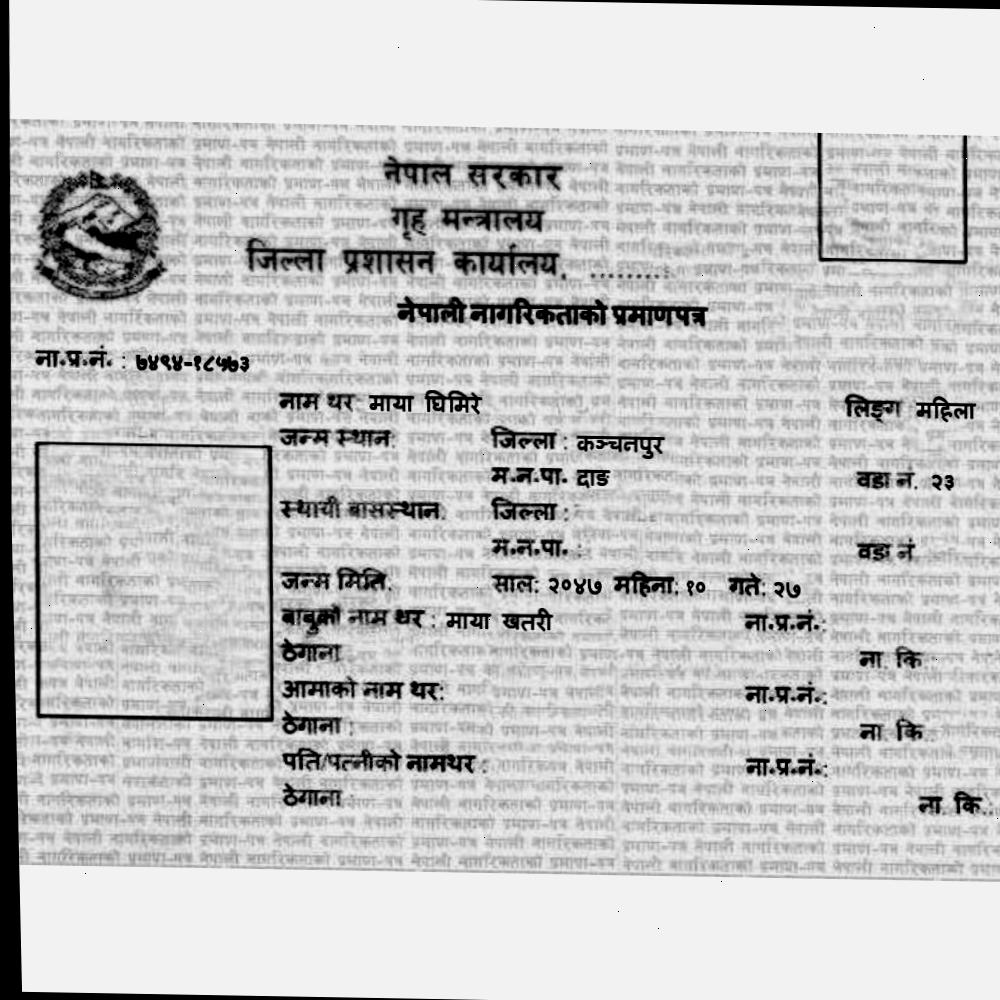 नेपाल सरकार
गृह मन्त्रालय
जिल्ला प्रशासन कार्यालय, ..........
नेपाली नागरिकताको प्रमाणपत्र
ना.प्र.नं. : ७४९४-१८५७३
नाम थर: माया घिमिरे लिङ्ग महिला
जन्म स्थान: जिल्ला : कञ्चनपुर
म.न.पा. दाङ वडा नं. २३
स्थायी बासस्थान: जिल्ला :
म.न.पा. : वडा नं
जन्म मिति: साल: २०४७ महिना: १० गते: २७
बाबुको नाम थर : माया खतरी ना.प्र.नं.:
ठेगाना ना. कि.:
आमाको नाम थर: ना.प्र.नं.:
ठेगाना : ना. कि.:
पति/पत्नीको नामथर : ना.प्र.नं.:
ठेगाना ना. कि.: